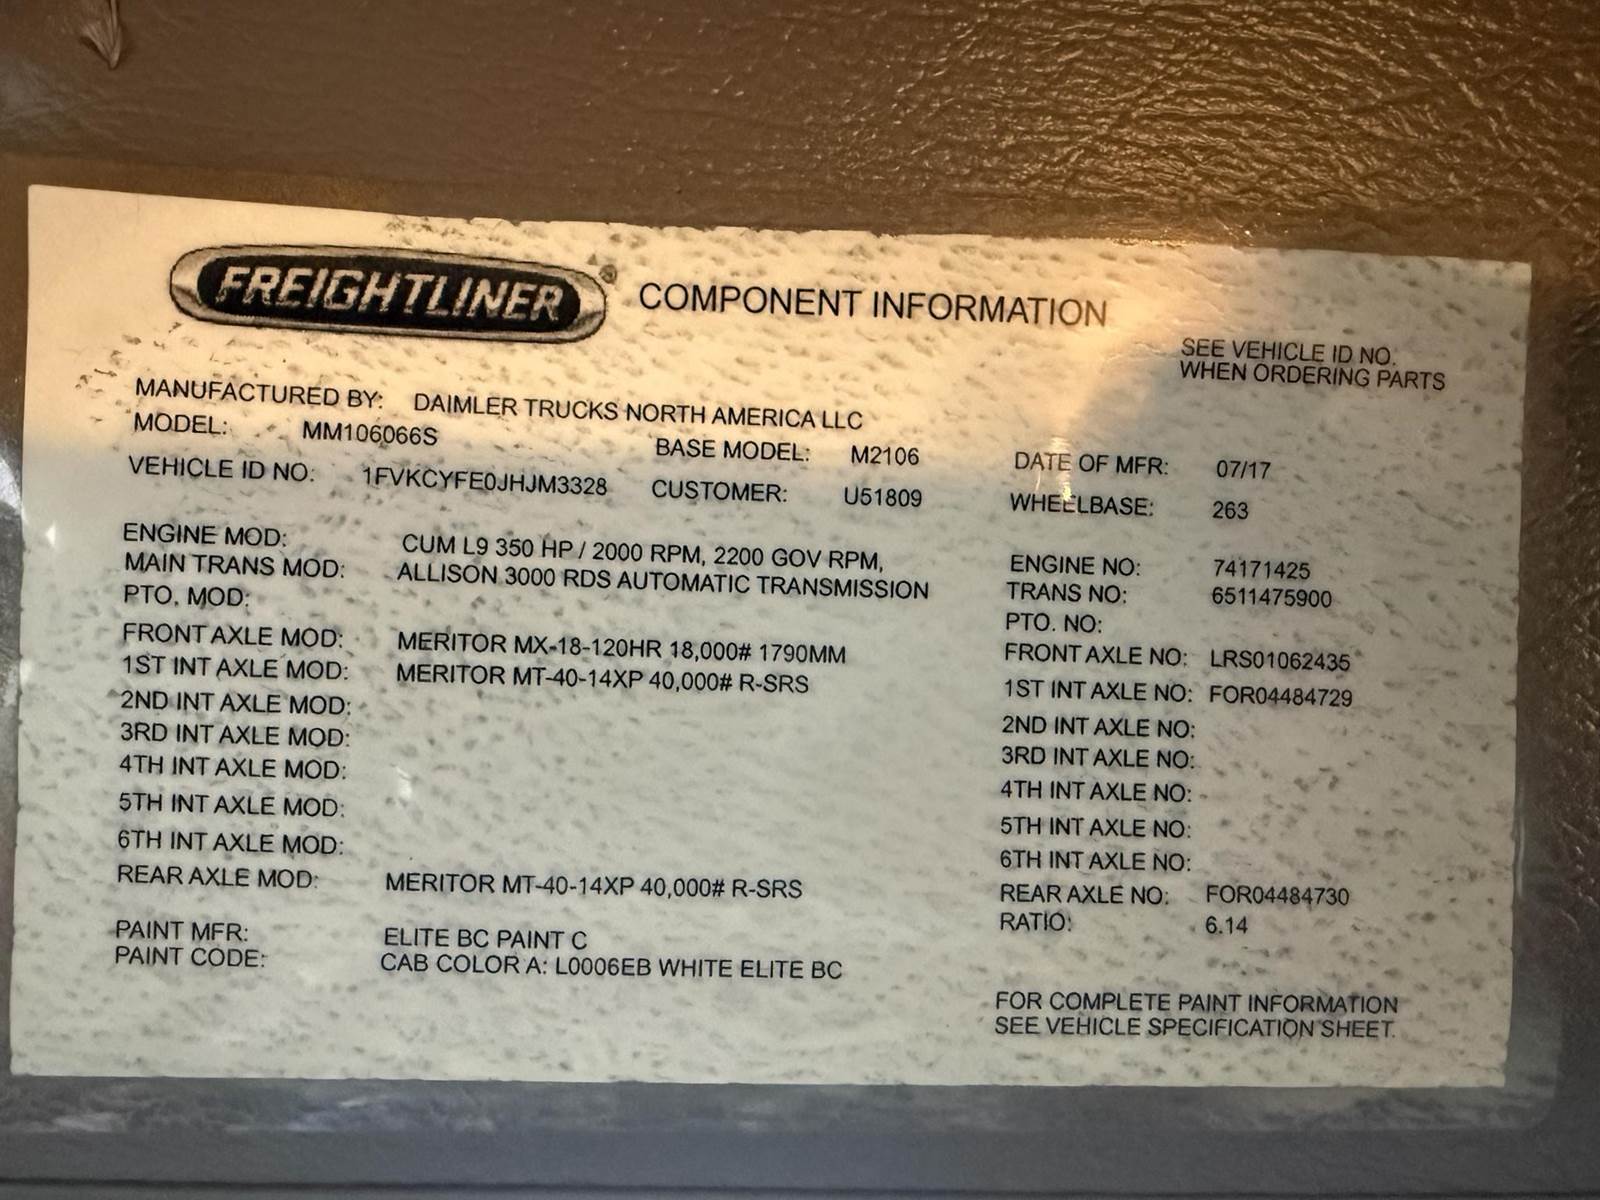 FREIGHTLINER® COMPONENT INFORMATION
SEE VEHICLE ID NO.
WHEN ORDERING PARTS
MANUFACTURED BY: DAIMLER TRUCKS NORTH AMERICA LLC
MODEL: MM106066S BASE MODEL: M2106 DATE OF MFR: 07/17
VEHICLE ID NO: 1FVKCYFE0JHJM3328 CUSTOMER: U51809 WHEELBASE: 263
ENGINE MOD: CUM L9 350 HP / 2000 RPM, 2200 GOV RPM, ENGINE NO: 74171425
MAIN TRANS MOD: ALLISON 3000 RDS AUTOMATIC TRANSMISSION TRANS NO: 6511475900
PTO. MOD: PTO. NO:
FRONT AXLE MOD: MERITOR MX-18-120HR 18,000# 1790MM FRONT AXLE NO: LRS01062435
1ST INT AXLE MOD: MERITOR MT-40-14XP 40,000# R-SRS 1ST INT AXLE NO: FOR04484729
2ND INT AXLE MOD: 2ND INT AXLE NO:
3RD INT AXLE MOD: 3RD INT AXLE NO:
4TH INT AXLE MOD: 4TH INT AXLE NO:
5TH INT AXLE MOD: 5TH INT AXLE NO:
6TH INT AXLE MOD: 6TH INT AXLE NO:
REAR AXLE MOD: MERITOR MT-40-14XP 40,000# R-SRS REAR AXLE NO: FOR04484730
RATIO: 6.14
PAINT MFR: ELITE BC PAINT C
PAINT CODE: CAB COLOR A: L0006EB WHITE ELITE BC
FOR COMPLETE PAINT INFORMATION
SEE VEHICLE SPECIFICATION SHEET.